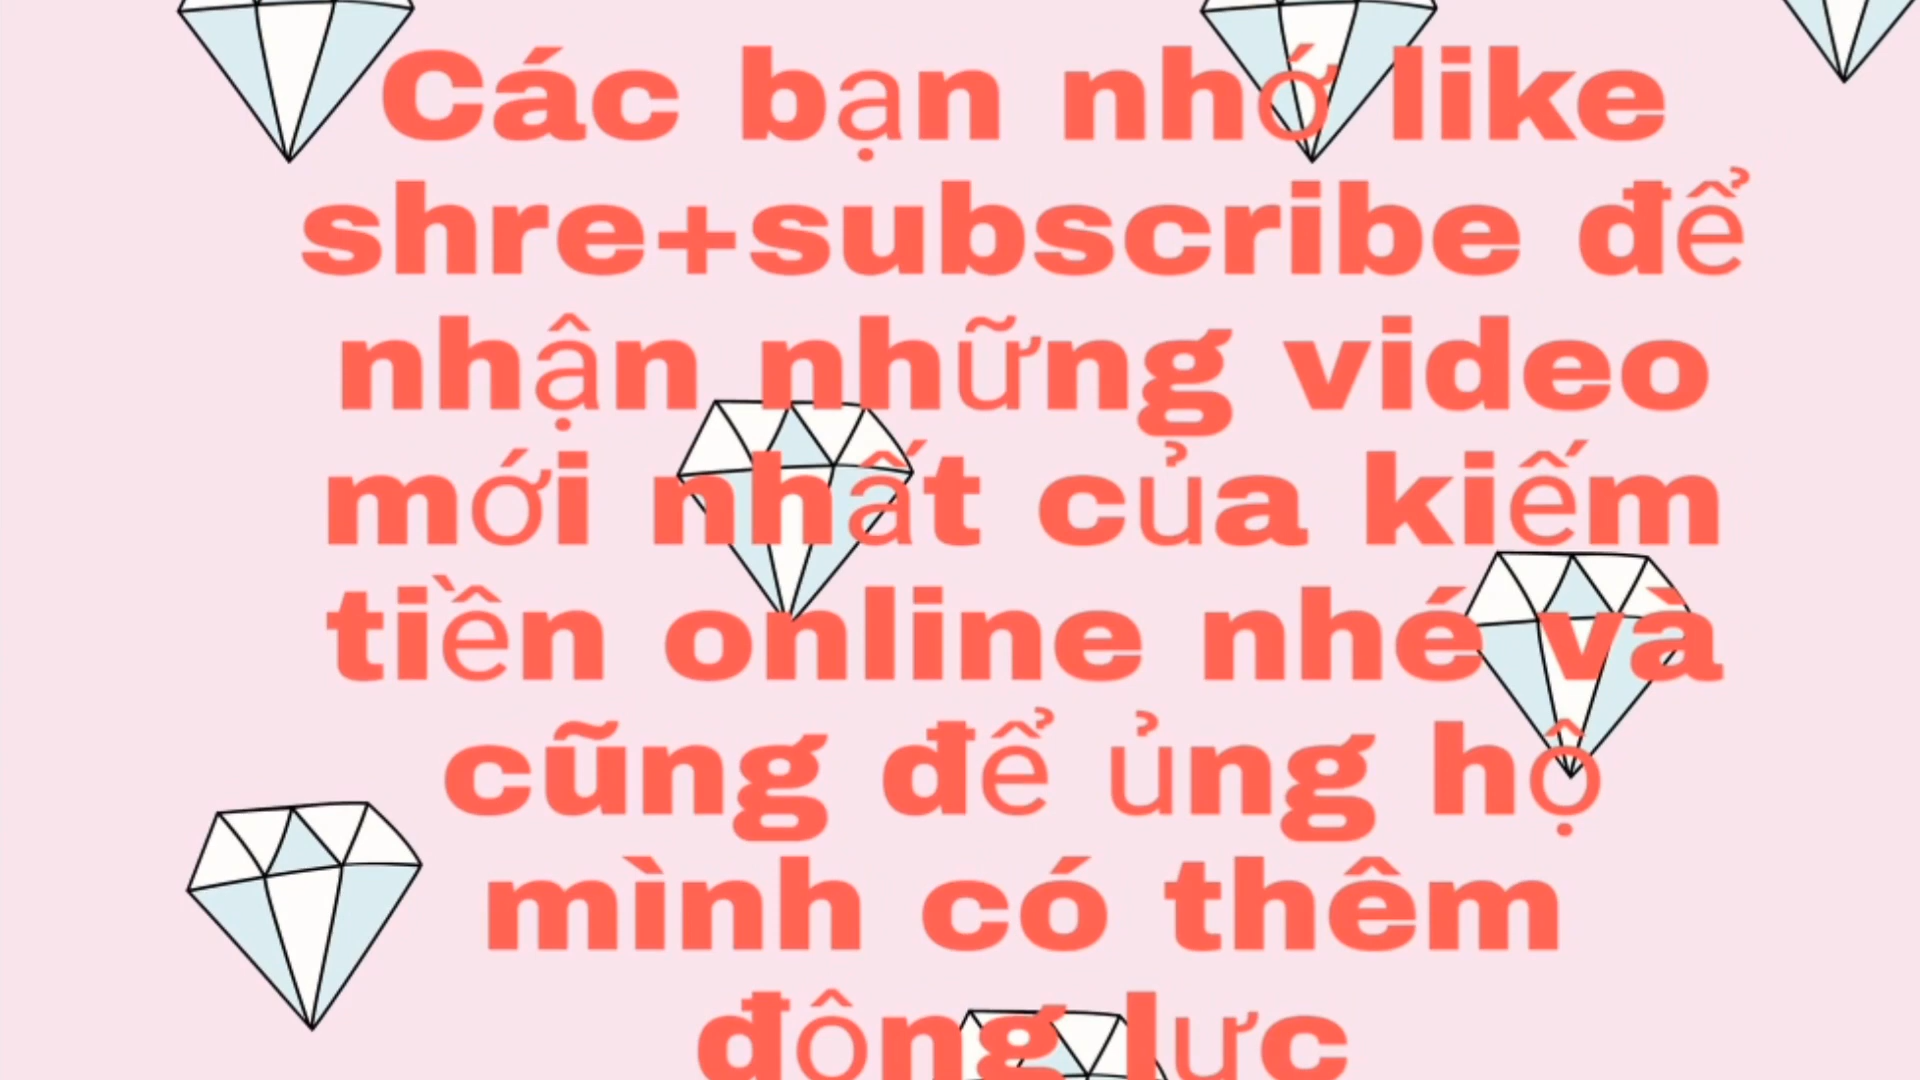 Các bạn nhớ like
shre+subscribe để
nhận những video
mới nhất của kiếm
tiền online nhé và
cũng để ủng hộ
mình có thêm
động lực